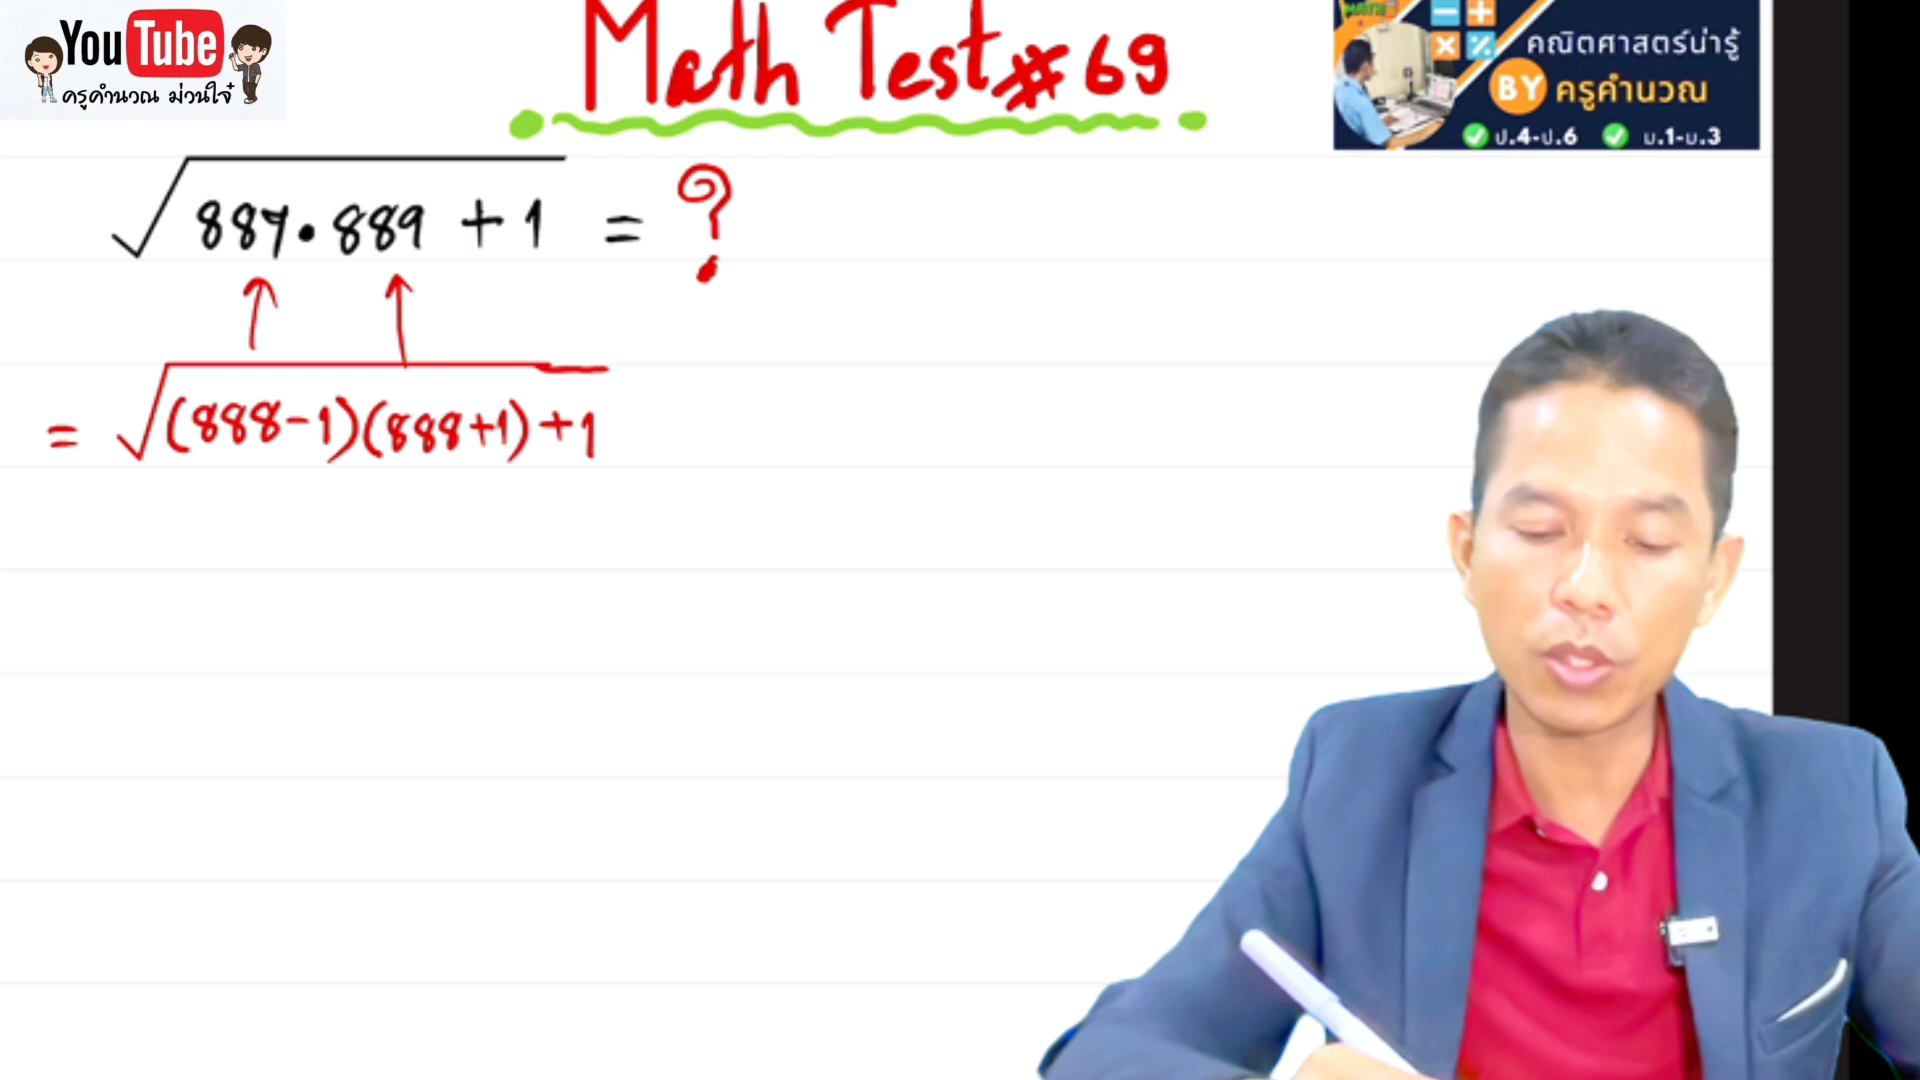 YouTube
ครูคำนวณ ม่วนใจ๋
Math Test #69
MATH
คณิตศาสตร์น่ารู้
BY ครูคำนวณ
ป.4-ป.6 ม.1-ม.3
√887•889 + 1 = ?
= √(888-1)(888+1)+1